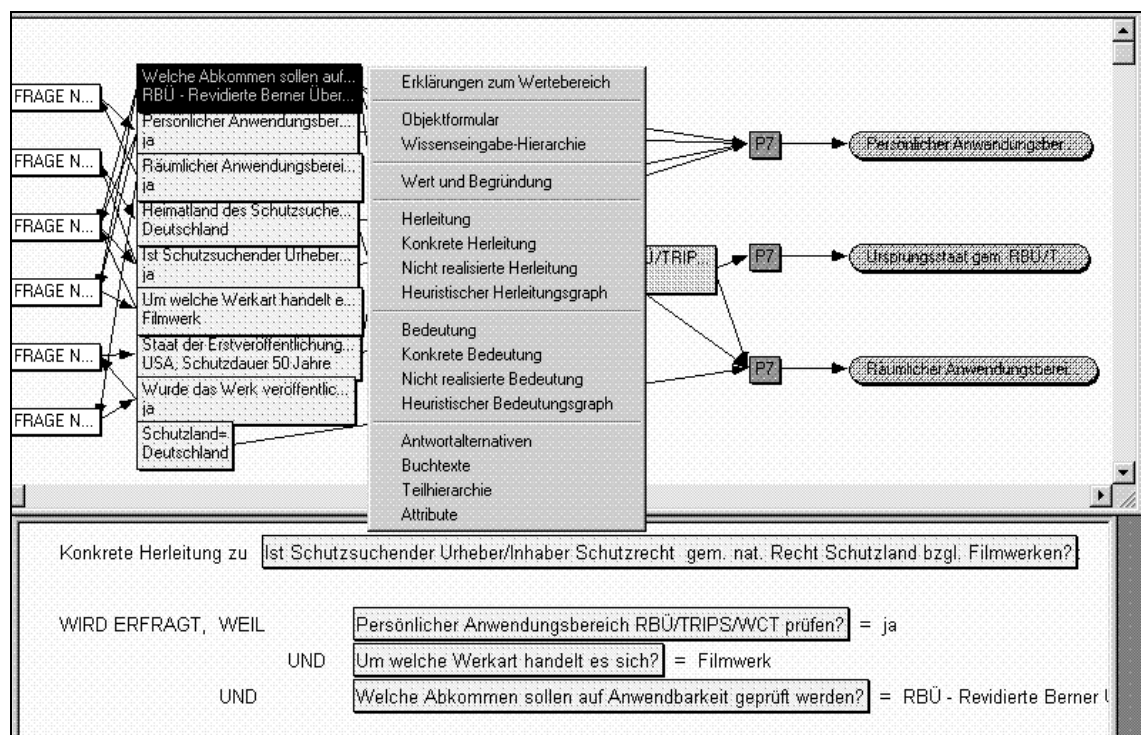 FRAGE N...
FRAGE N...
FRAGE N...
FRAGE N...
FRAGE N...
FRAGE N...
Welche Abkommen sollen auf...
RBÜ - Revidierte Berner Über...
Persönlicher Anwendungsber...
ja
Räumlicher Anwendungsberei...
ja
Heimatland des Schutzsuche...
Deutschland
Ist Schutzsuchender Urheber...
ja
Um welche Werkart handelt e...
Filmwerk
Staat der Erstveröffentlichung...
USA, Schutzdauer 50 Jahre
Wurde das Werk veröffentlic...
ja
Schutzland=
Deutschland
Erklärungen zum Wertebereich
Objektformular
Wissenseingabe-Hierarchie
Wert und Begründung
Herleitung
Konkrete Herleitung
Nicht realisierte Herleitung
Heuristischer Herleitungsgraph
Bedeutung
Konkrete Bedeutung
Nicht realisierte Bedeutung
Heuristischer Bedeutungsgraph
Antwortalternativen
Buchtexte
Teilhierarchie
Attribute
Ü/TRIP...
P7
Persönlicher Anwendungsber...
P7
Ursprungsstaat gem. RBÜ/T...
P7
Räumlicher Anwendungsberei...
Konkrete Herleitung zu Ist Schutzsuchender Urheber/Inhaber Schutzrecht gem. nat. Recht Schutzland bzgl. Filmwerken? :
WIRD ERFRAGT, WEIL Persönlicher Anwendungsbereich RBÜ/TRIPS/WCT prüfen? = ja
UND Um welche Werkart handelt es sich? = Filmwerk
UND Welche Abkommen sollen auf Anwendbarkeit geprüft werden? = RBÜ - Revidierte Berner